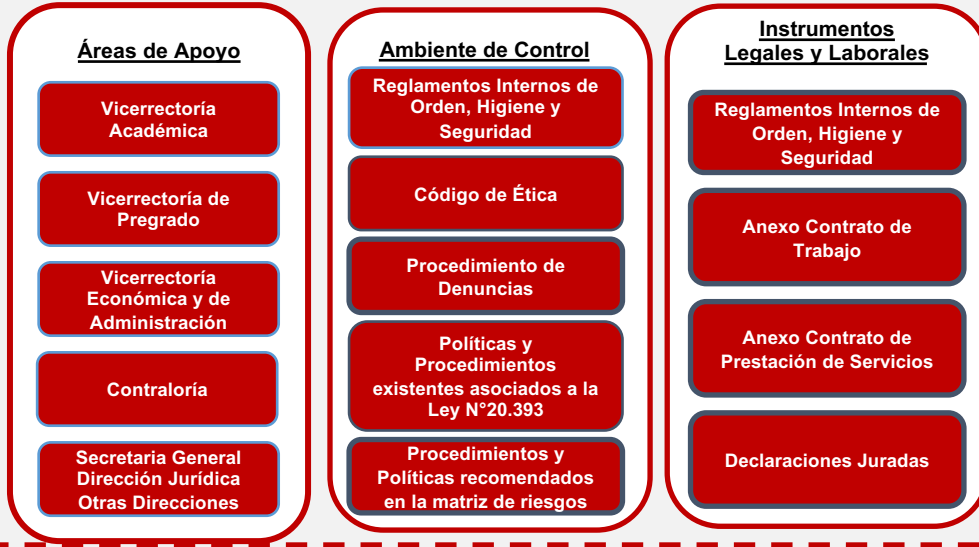 Áreas de Apoyo
Vicerrectoría
Académica
Vicerrectoría de
Pregrado
Vicerrectoría
Económica y de
Administración
Contraloría
Secretaria General
Dirección Jurídica
Otras Direcciones
Ambiente de Control
Reglamentos Internos de
Orden, Higiene y
Seguridad
Código de Ética
Procedimiento de
Denuncias
Políticas y
Procedimientos
existentes asociados a la
Ley N°20.393
Procedimientos y
Políticas recomendados
en la matriz de riesgos
Instrumentos
Legales y Laborales
Reglamentos Internos de
Orden, Higiene y
Seguridad
Anexo Contrato de
Trabajo
Anexo Contrato de
Prestación de Servicios
Declaraciones Juradas